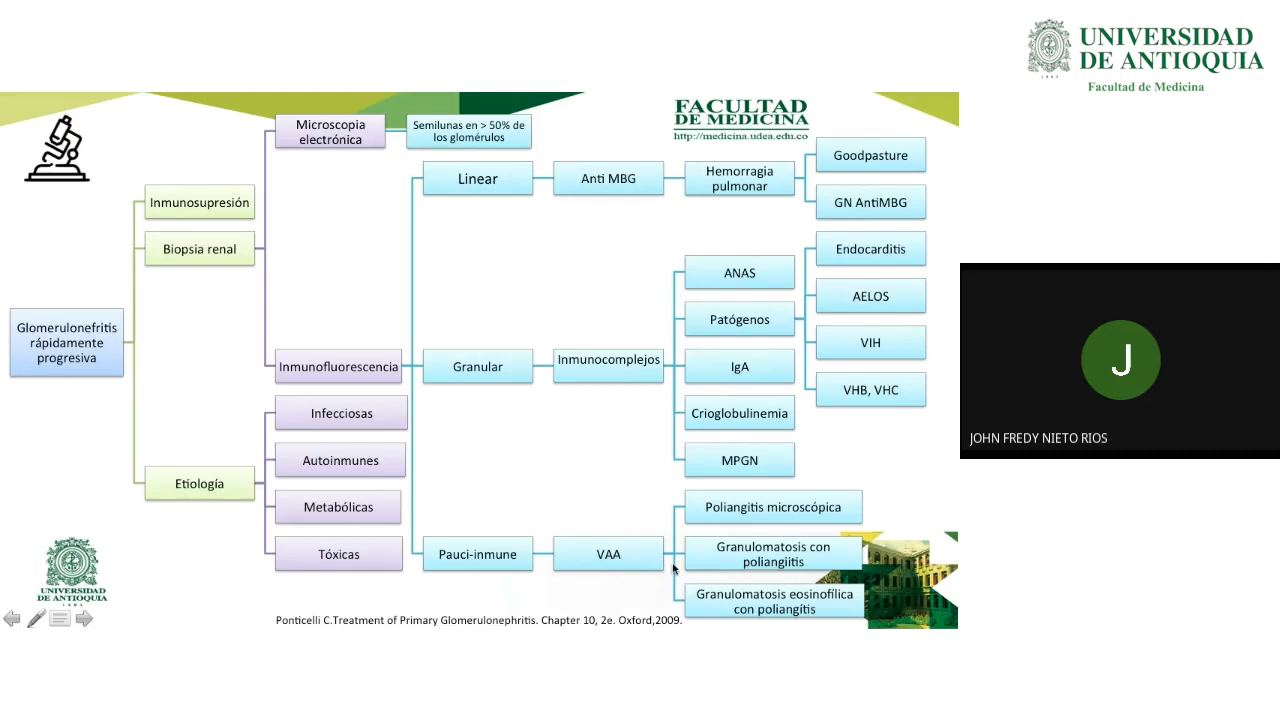 UNIVERSIDAD
DE ANTIOQUIA
1803
Facultad de Medicina
FACULTAD
DE MEDICINA
http://medicina.udea.edu.co
Microscopia
electrónica
Semilunas en > 50% de
los glomérulos
Linear
Anti MBG
Hemorragia
pulmonar
Goodpasture
GN AntiMBG
Inmunosupresión
Biopsia renal
Endocarditis
ANAS
AELOS
Patógenos
VIH
Glomerulonefritis
rápidamente
progresiva
Inmunofluorescencia
Granular
Inmunocomplejos
IgA
VHB, VHC
Infecciosas
Crioglobulinemia
Autoinmunes
MPGN
Etiología
Metabólicas
Poliangitis microscópica
Tóxicas
Pauci-inmune
VAA
Granulomatosis con
poliangiitis
Granulomatosis eosinofílica
con poliangítis
UNIVERSIDAD
DE ANTIOQUIA
1803
Ponticelli C.Treatment of Primary Glomerulonephritis. Chapter 10, 2e. Oxford,2009.
J
JOHN FREDY NIETO RIOS